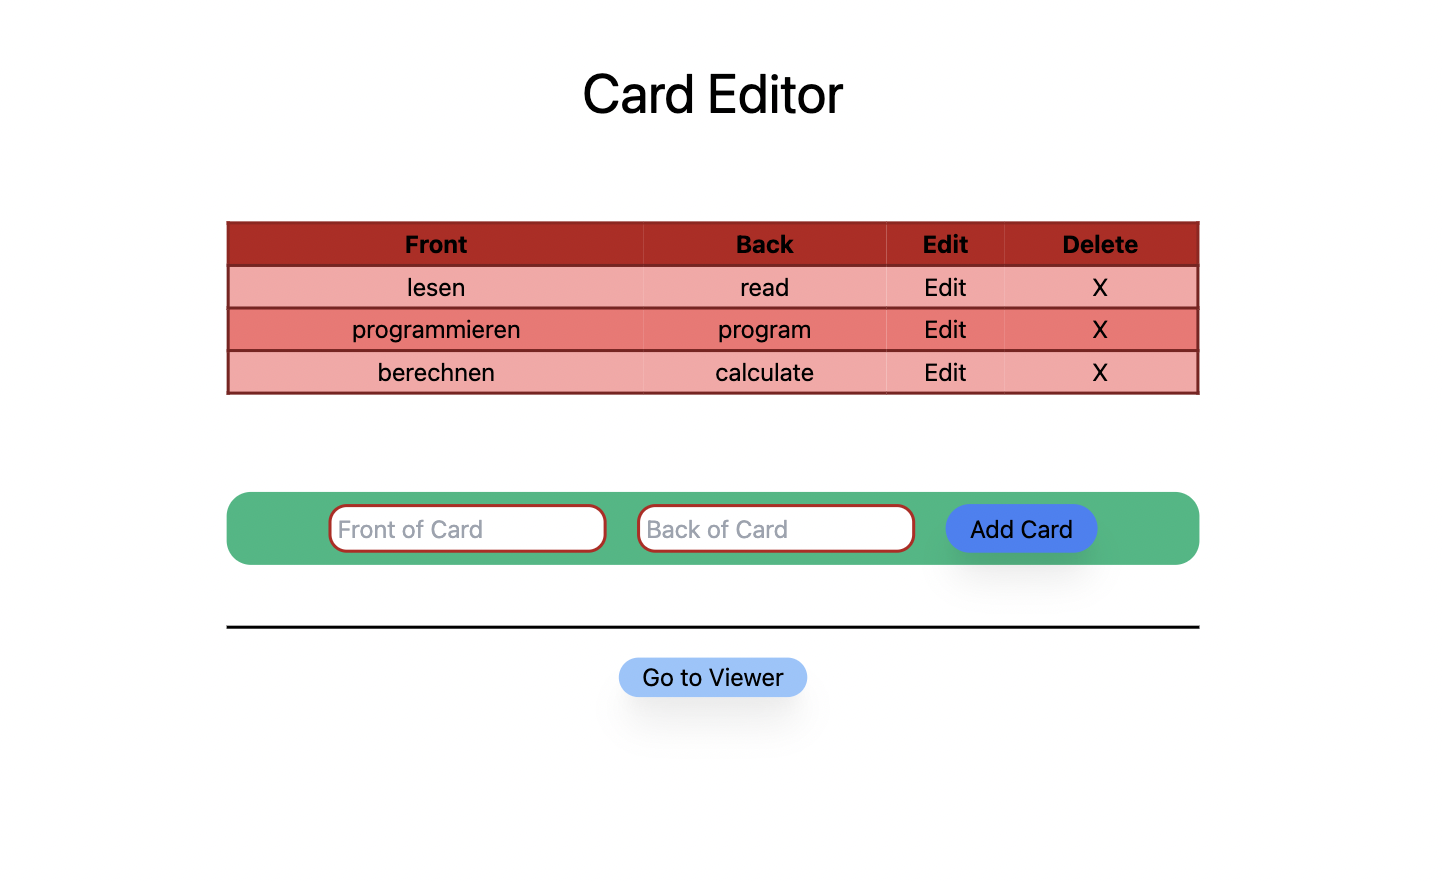 Card Editor
Front Back Edit Delete
lesen read Edit X
programmieren program Edit X
berechnen calculate Edit X
Front of Card Back of Card Add Card
Go to Viewer